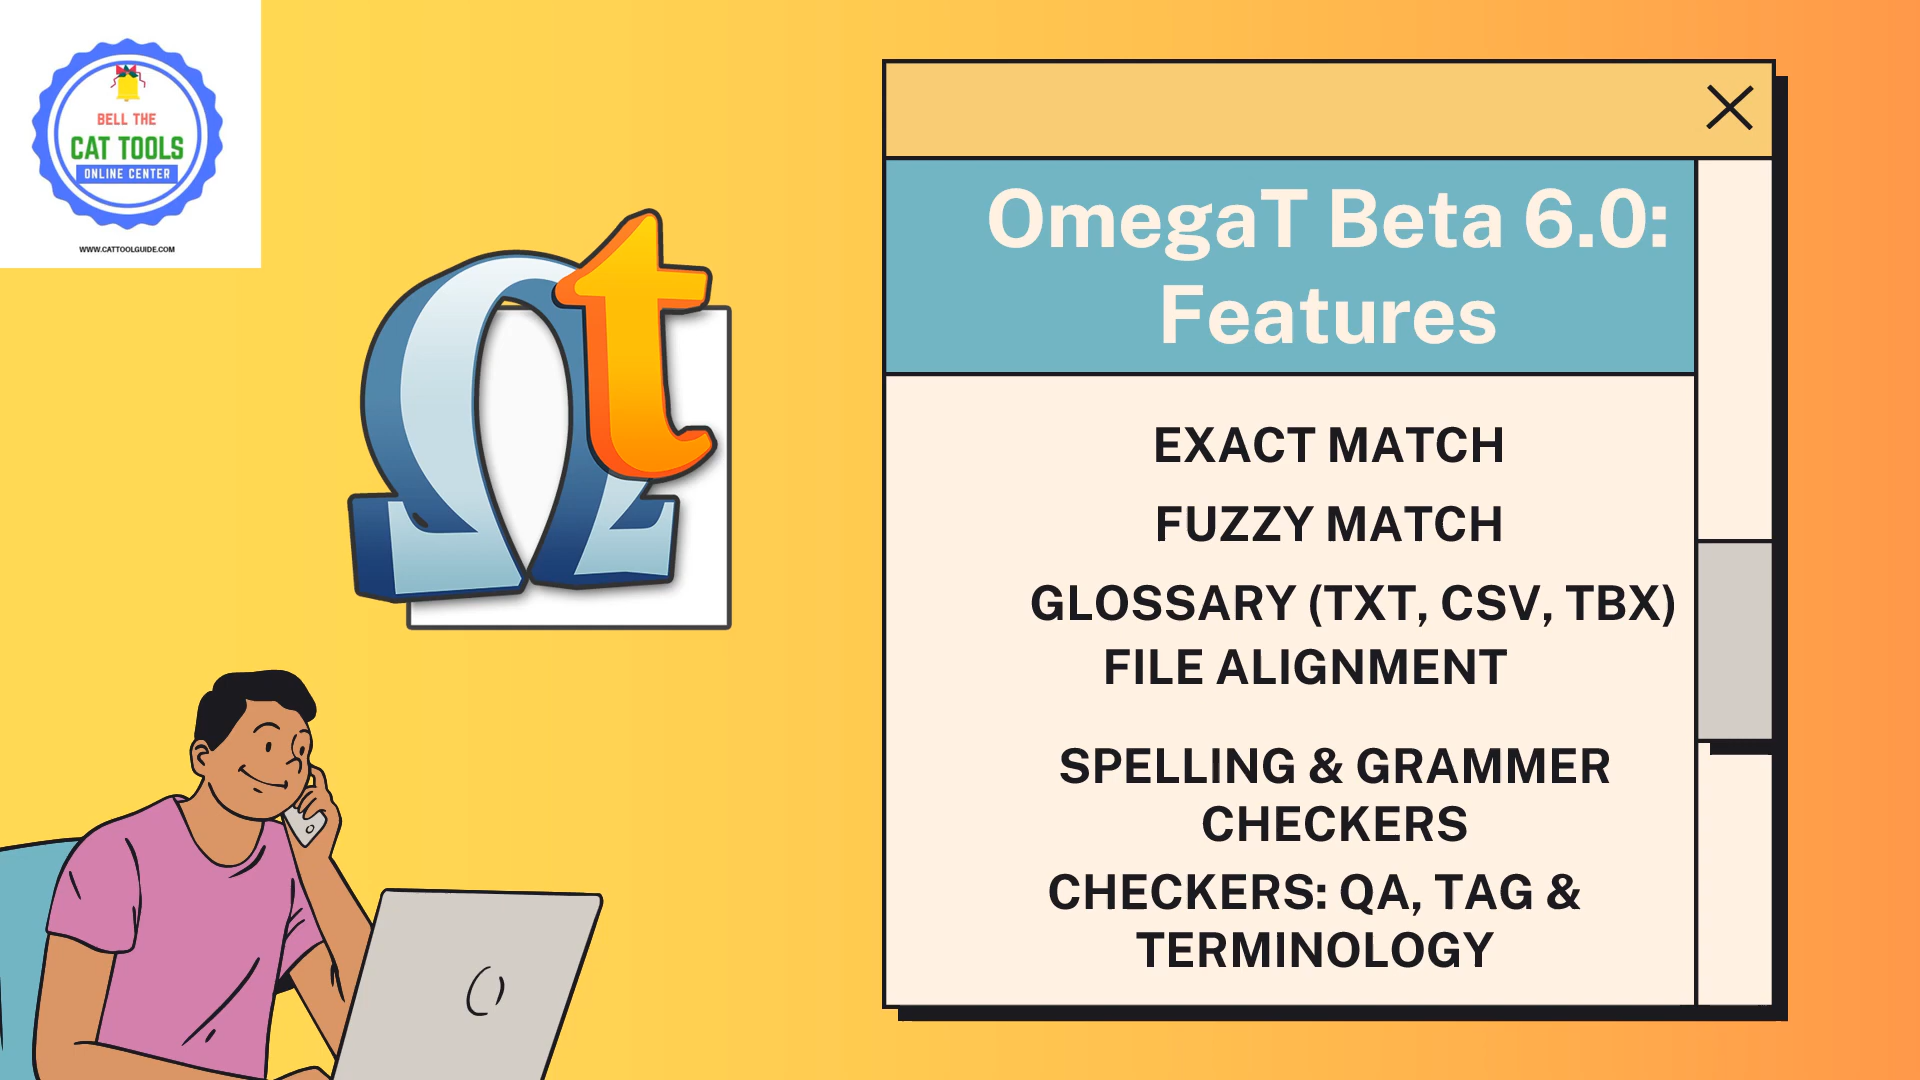 BELL THE
CAT TOOLS
ONLINE CENTER
WWW.CATTOOLGUIDE.COM
Ωt
OmegaT Beta 6.0:
Features
EXACT MATCH
FUZZY MATCH
GLOSSARY (TXT, CSV, TBX)
FILE ALIGNMENT
SPELLING & GRAMMER
CHECKERS
CHECKERS: QA, TAG &
TERMINOLOGY